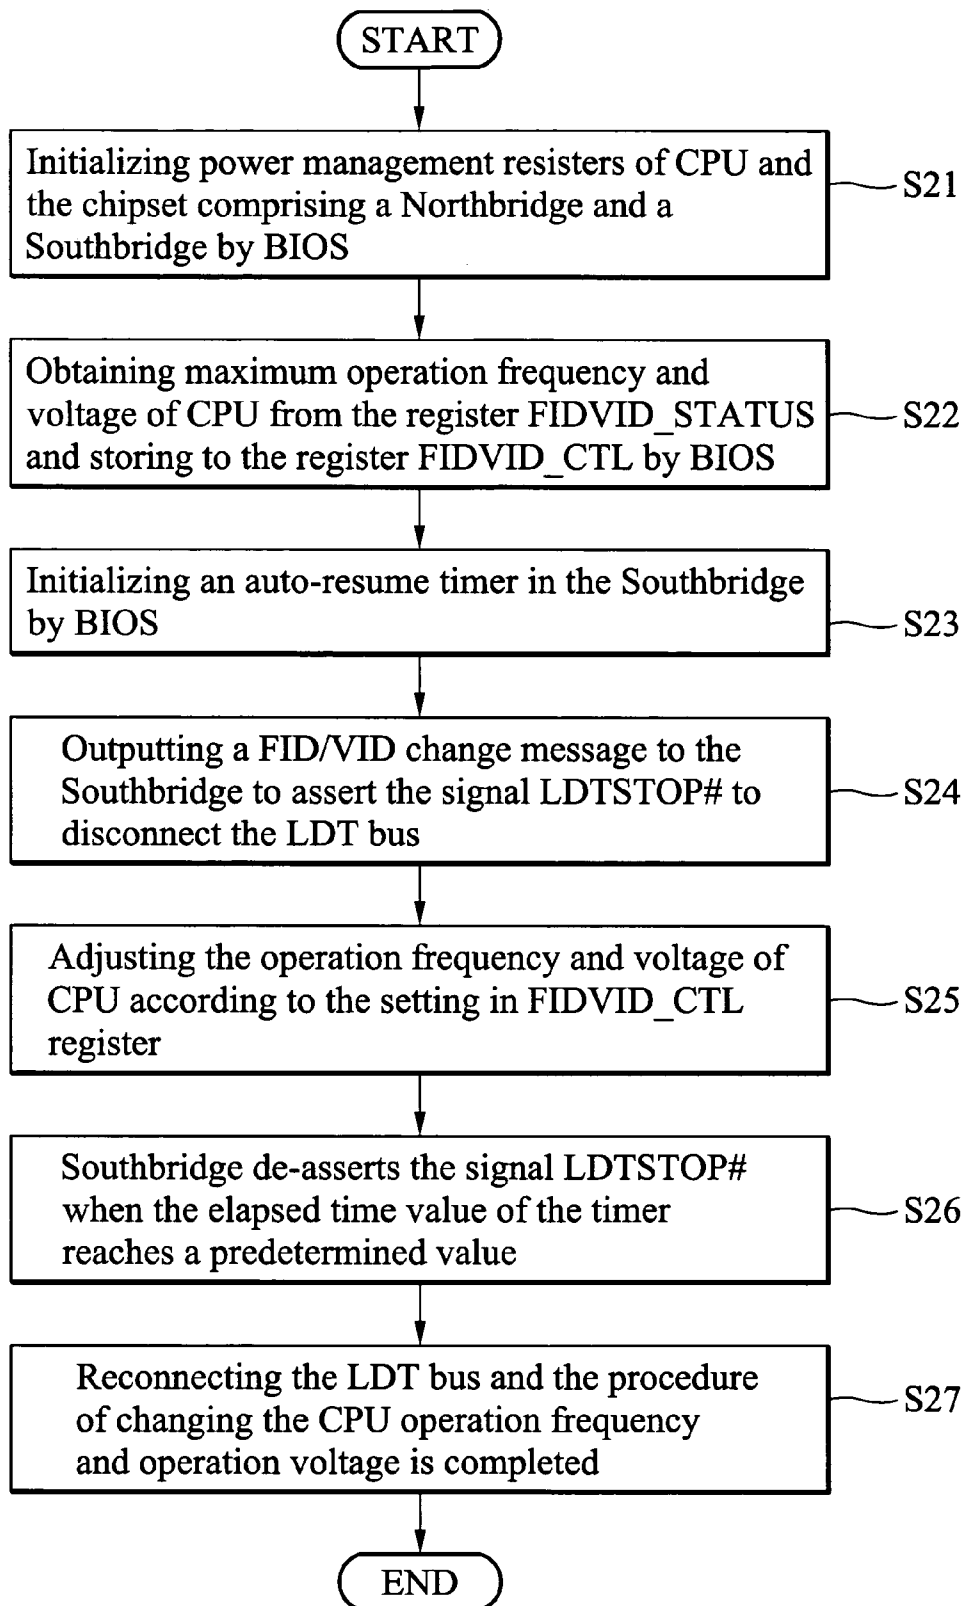 START
Initializing power management resisters of CPU and
the chipset comprising a Northbridge and a
Southbridge by BIOS
S21
Obtaining maximum operation frequency and
voltage of CPU from the register FIDVID_STATUS
and storing to the register FIDVID_CTL by BIOS
S22
Initializing an auto-resume timer in the Southbridge
by BIOS
S23
Outputting a FID/VID change message to the
Southbridge to assert the signal LDTSTOP# to
disconnect the LDT bus
S24
Adjusting the operation frequency and voltage of
CPU according to the setting in FIDVID_CTL
register
S25
Southbridge de-asserts the signal LDTSTOP#
when the elapsed time value of the timer
reaches a predetermined value
S26
Reconnecting the LDT bus and the procedure
of changing the CPU operation frequency
and operation voltage is completed
S27
END